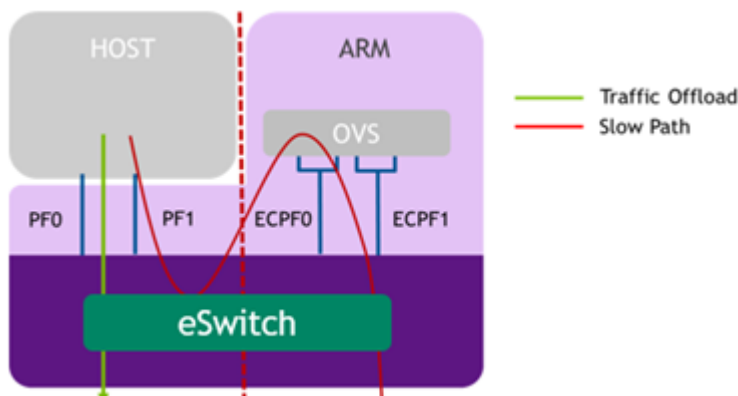 HOST
ARM
Traffic Offload
Slow Path
OVS
PF0
PF1
ECPF0
ECPF1
eSwitch